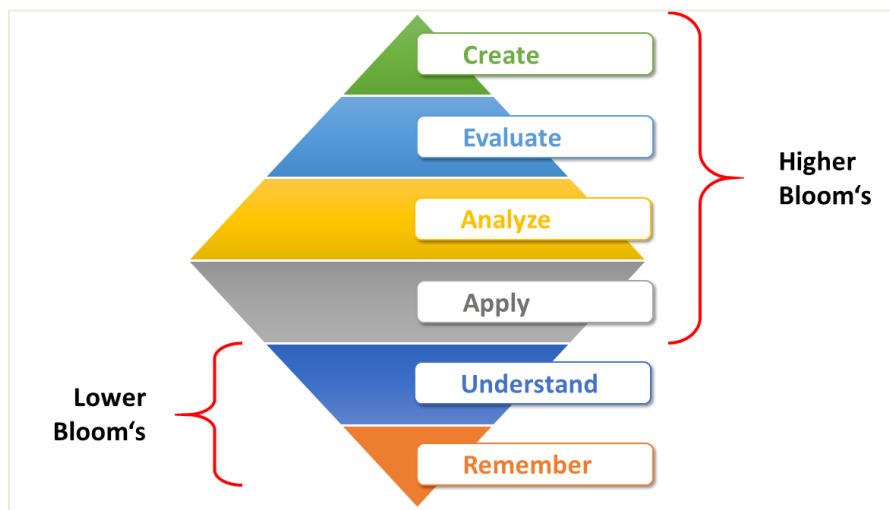 Create
Evaluate
Analyze
Apply
Understand
Remember
Higher
Bloom‘s
Lower
Bloom‘s